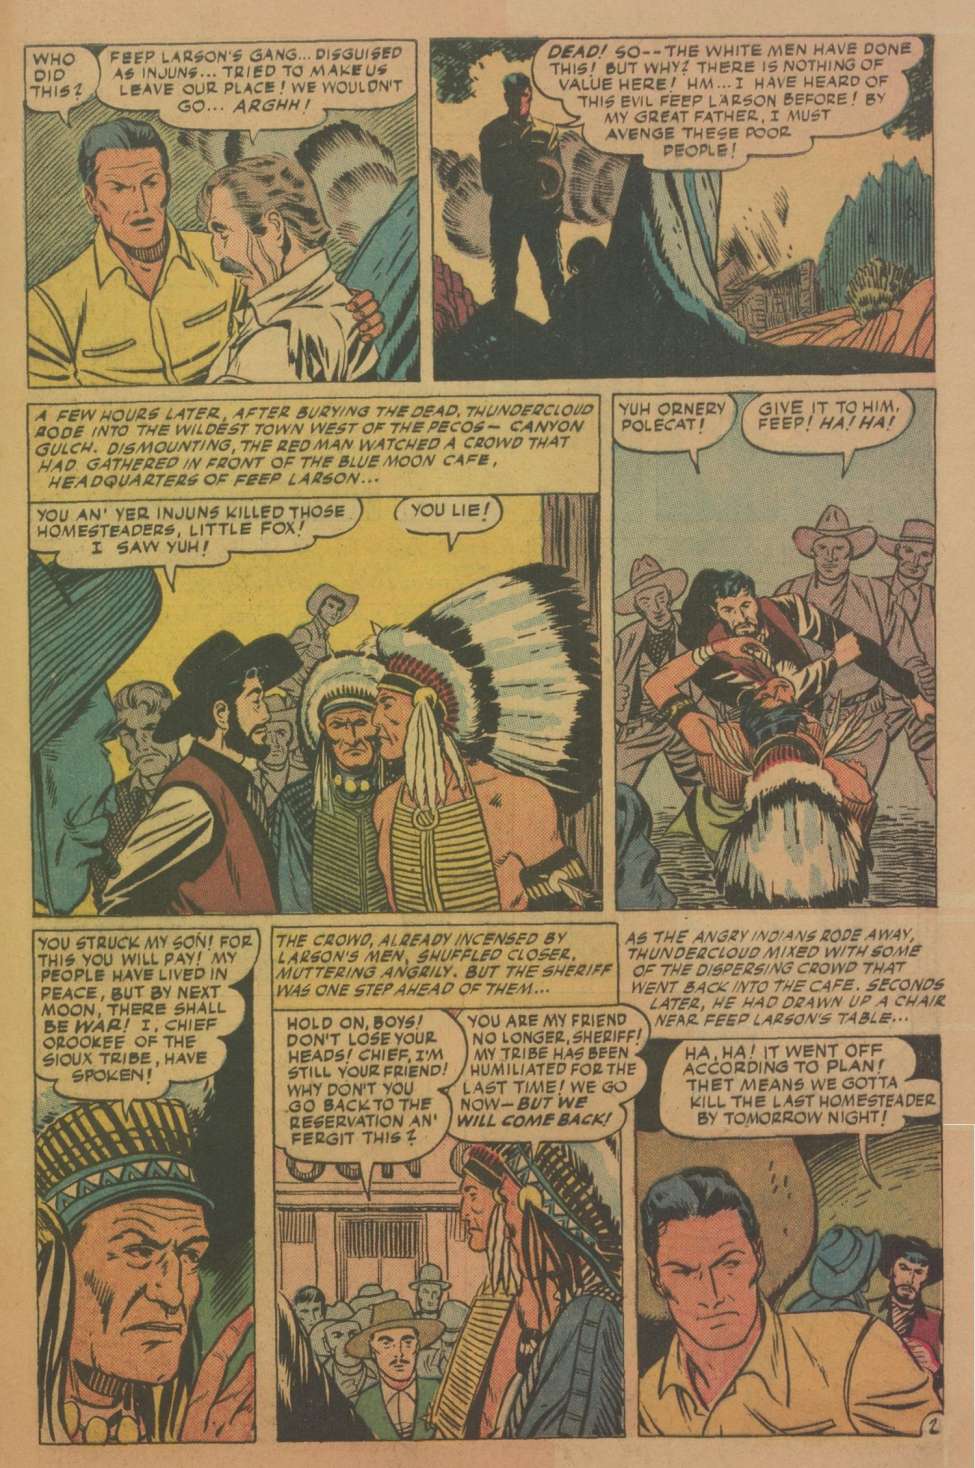 WHO
DID
THIS?
FEEP LARSON'S GANG... DISGUISED
AS INJUNS... TRIED TO MAKE US
LEAVE OUR PLACE! WE WOULDN'T
GO... ARGHH!
DEAD! SO--THE WHITE MEN HAVE DONE
THIS! BUT WHY? THERE IS NOTHING OF
VALUE HERE! HM...I HAVE HEARD OF
THIS EVIL FEEP LARSON BEFORE! BY
MY GREAT FATHER, I MUST
AVENGE THESE POOR
PEOPLE!
A FEW HOURS LATER, AFTER BURYING THE DEAD, THUNDERCLOUD
RODE INTO THE WILDEST TOWN WEST OF THE PECOS— CANYON
GULCH. DISMOUNTING, THE RED MAN WATCHED A CROWD THAT
HAD GATHERED IN FRONT OF THE BLUE MOON CAFE,
HEADQUARTERS OF FEEP LARSON...
YOU AN' YER INJUNS KILLED THOSE
HOMESTEADERS, LITTLE FOX!
I SAW YUH!
YOU LIE!
YUH ORNERY
POLECAT!
GIVE IT TO HIM,
FEEP! HA! HA!
YOU STRUCK MY SON! FOR
THIS YOU WILL PAY! MY
PEOPLE HAVE LIVED IN
PEACE, BUT BY NEXT
MOON, THERE SHALL
BE WAR! I, CHIEF
OROOKEE OF THE
SIOUX TRIBE, HAVE
SPOKEN!
THE CROWD, ALREADY INCENSED BY
LARSON'S MEN, SHUFFLED CLOSER,
MUTTERING ANGRILY. BUT THE SHERIFF
WAS ONE STEP AHEAD OF THEM...
HOLD ON, BOYS!
DON'T LOSE YOUR
HEADS! CHIEF, I'M
STILL YOUR FRIEND!
WHY DON'T YOU
GO BACK TO THE
RESERVATION AN'
FERGIT THIS?
YOU ARE MY FRIEND
NO LONGER, SHERIFF!
MY TRIBE HAS BEEN
HUMILIATED FOR THE
LAST TIME! WE GO
NOW—BUT WE
WILL COME BACK!
AS THE ANGRY INDIANS RODE AWAY,
THUNDERCLOUD MIXED WITH SOME
OF THE DISPERSING CROWD THAT
WENT BACK INTO THE CAFE. SECONDS
LATER, HE HAD DRAWN UP A CHAIR
NEAR FEEP LARSON'S TABLE...
HA, HA! IT WENT OFF
ACCORDING TO PLAN!
THET MEANS WE GOTTA
KILL THE LAST HOMESTEADER
BY TOMORROW NIGHT!
2